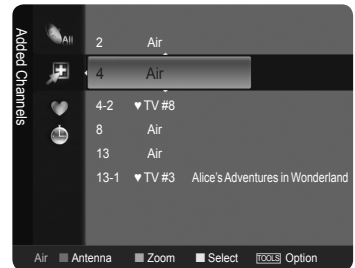 Added Channels
All
2 Air
4 Air
4-2 ♥ TV #8
8 Air
13 Air
13-1 ♥ TV #3 Alice's Adventures in Wonderland
Air Antenna Zoom Select TOOLS Option